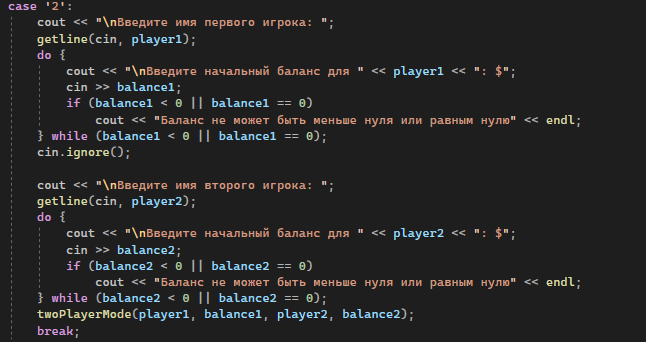 case '2':
cout << "\nВведите имя первого игрока: ";
getline(cin, player1);
do {
cout << "\nВведите начальный баланс для " << player1 << ": $";
cin >> balance1;
if (balance1 < 0 || balance1 == 0)
cout << "Баланс не может быть меньше нуля или равным нулю" << endl;
} while (balance1 < 0 || balance1 == 0);
cin.ignore();
cout << "\nВведите имя второго игрока: ";
getline(cin, player2);
do {
cout << "\nВведите начальный баланс для " << player2 << ": $";
cin >> balance2;
if (balance2 < 0 || balance2 == 0)
cout << "Баланс не может быть меньше нуля или равным нулю" << endl;
} while (balance2 < 0 || balance2 == 0);
twoPlayerMode(player1, balance1, player2, balance2);
break;